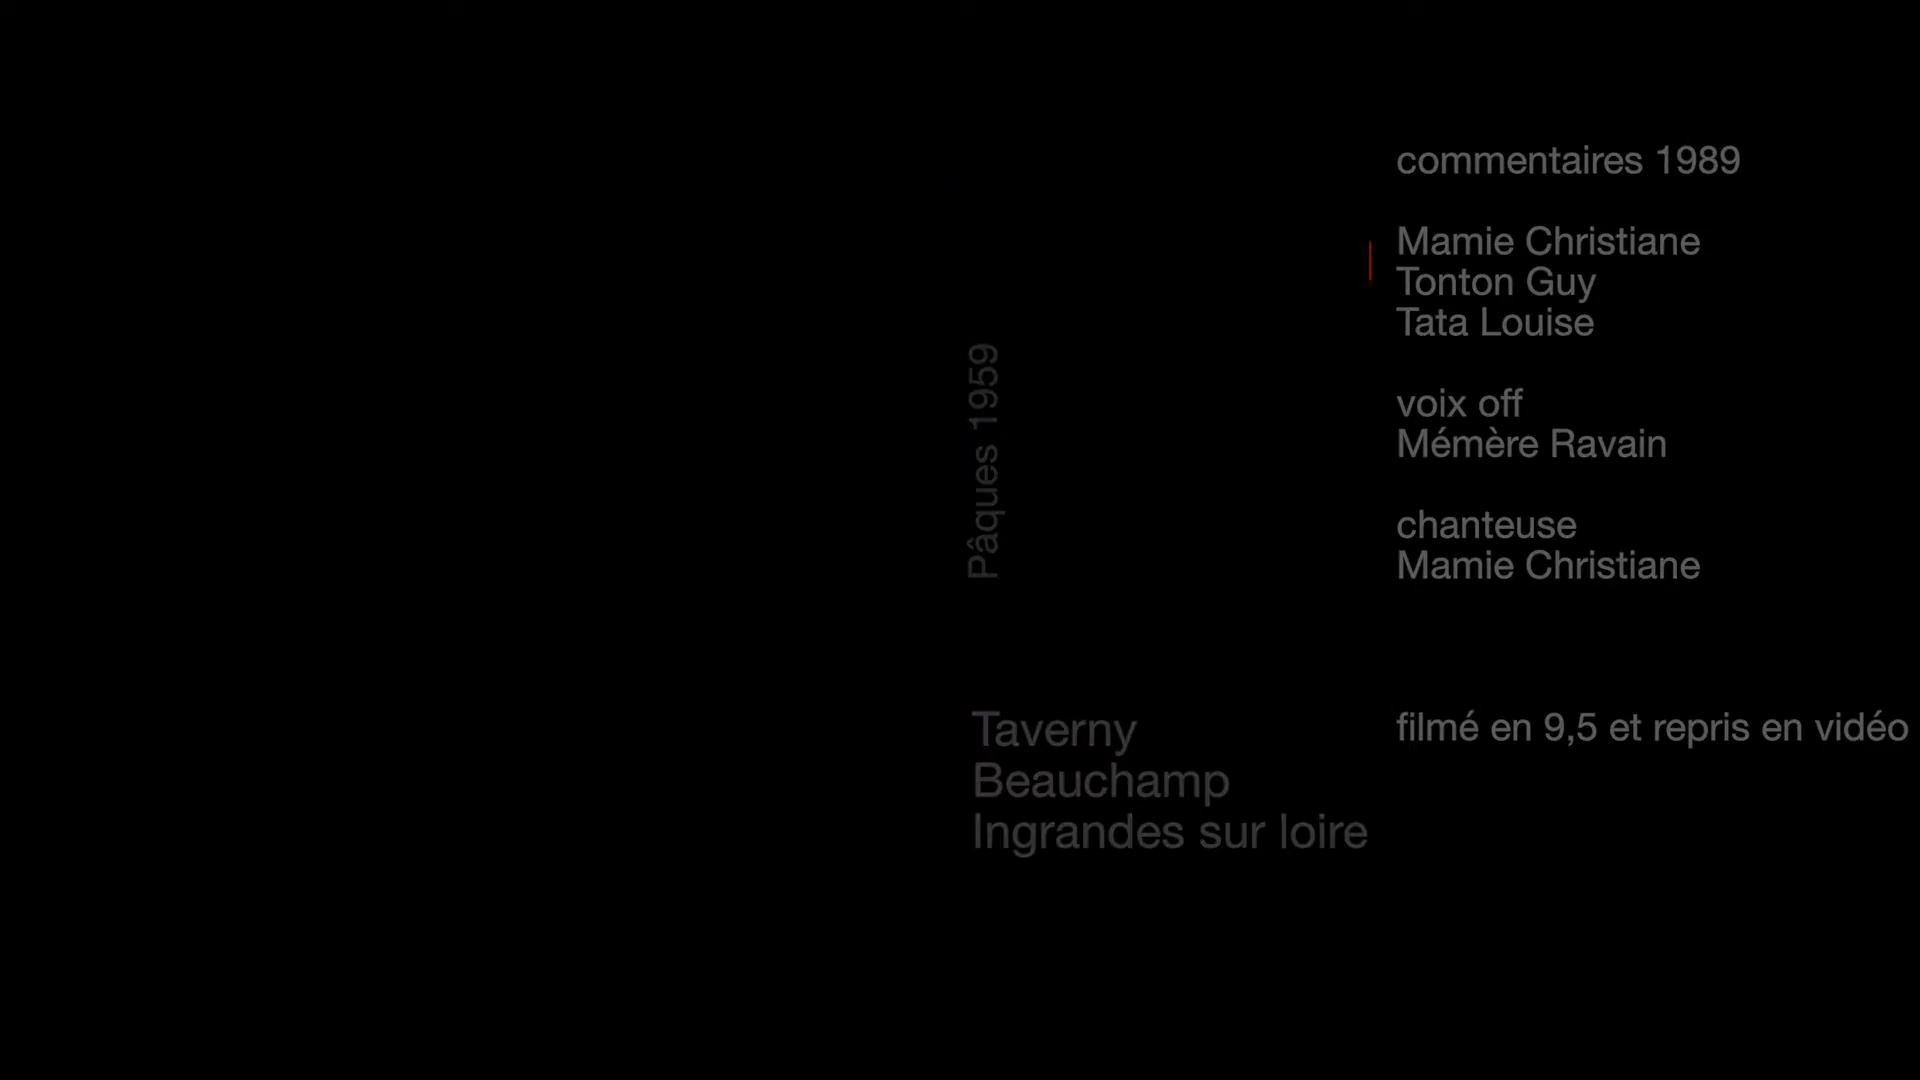 Pâques 1959
Taverny
Beauchamp
Ingrandes sur loire
commentaires 1989
Mamie Christiane
Tonton Guy
Tata Louise
voix off
Mémère Ravain
chanteuse
Mamie Christiane
filmé en 9,5 et repris en vidéo